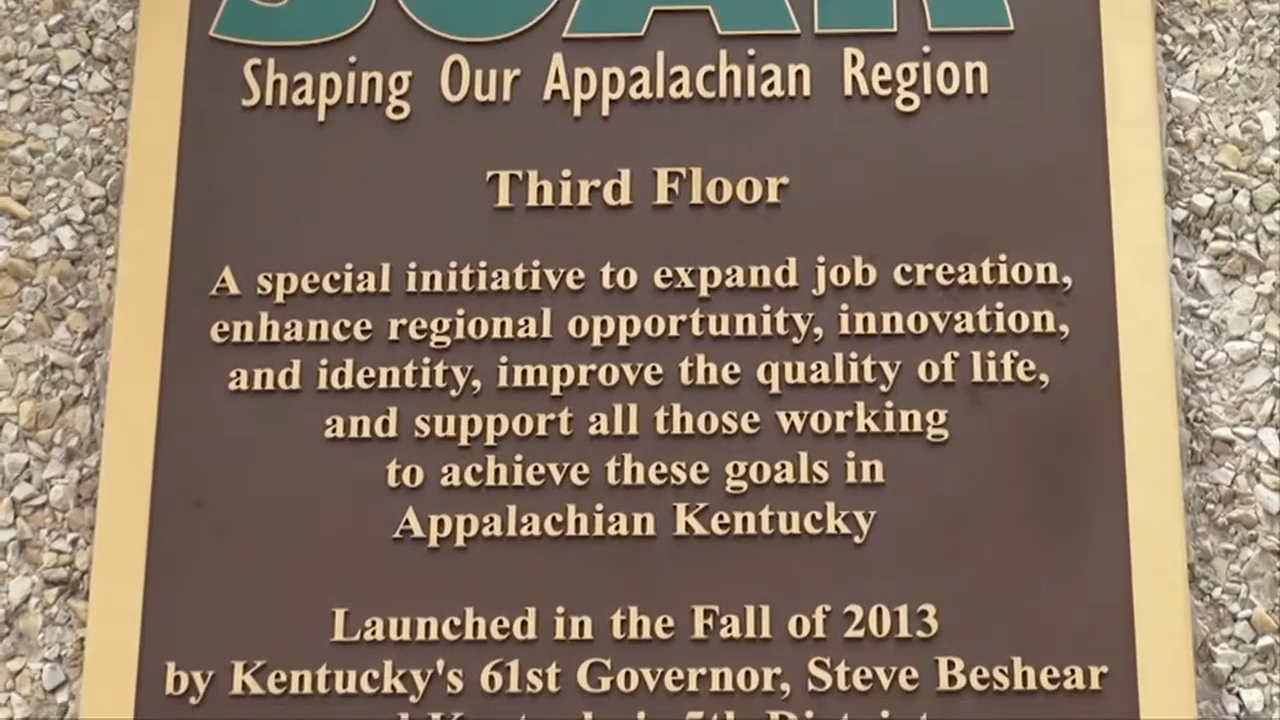 SOAR
Shaping Our Appalachian Region
Third Floor
A special initiative to expand job creation,
enhance regional opportunity, innovation,
and identity, improve the quality of life,
and support all those working
to achieve these goals in
Appalachian Kentucky
Launched in the Fall of 2013
by Kentucky's 61st Governor, Steve Beshear